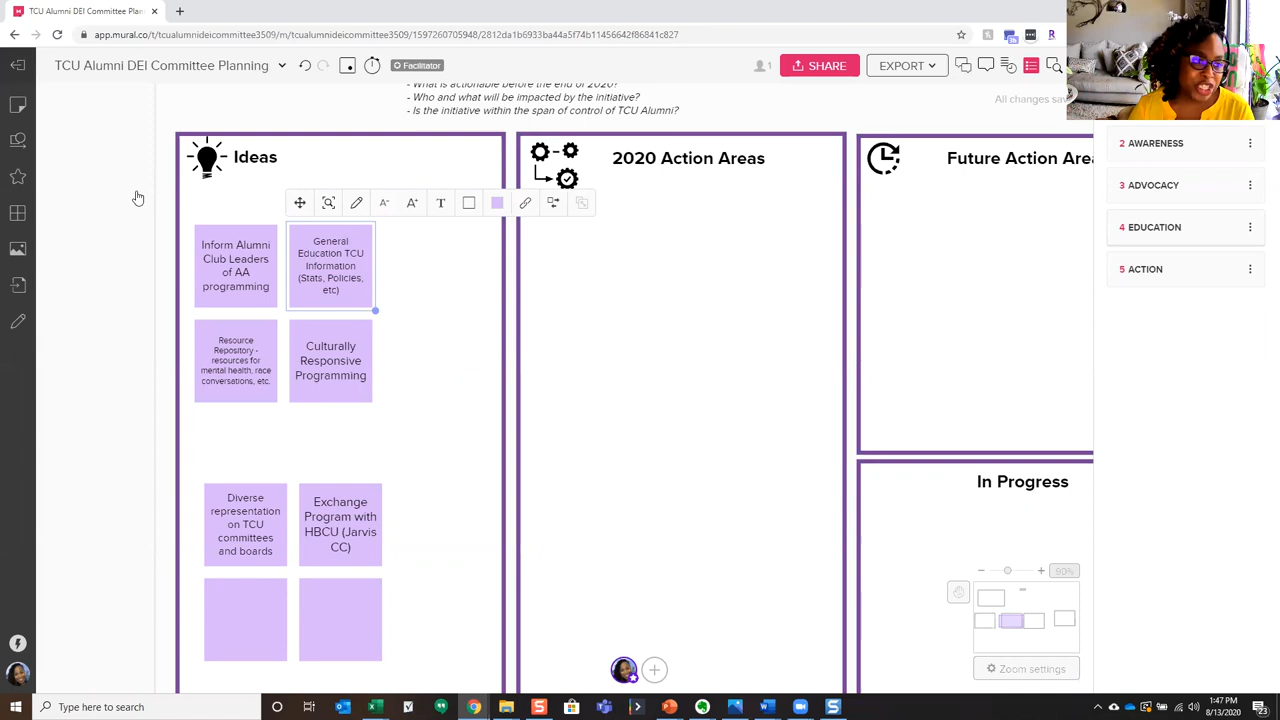 TCU Alumni DEI Committee Pla
app.mural.co/t/tcualumnideicommittee3509/m/tcualumnideicommittee3509/1597260705948/2812da1b6933ba44a5f74b11456642f86841c827
TCU Alumni DEI Committee Planning
Facilitator
1
SHARE
EXPORT
- What is actionable before the end of 2020?
- Who and what will be impacted by the initiative?
- Is the initiative within the span of control of TCU Alumni?
All changes sav
Ideas
2020 Action Areas
Future Action Area
2 AWARENESS
3 ADVOCACY
4 EDUCATION
5 ACTION
A-
A+
T
Inform Alumni
Club Leaders
of AA
programming
General
Education TCU
Information
(Stats, Policies,
etc)
Resource
Repository -
resources for
mental health, race
conversations, etc.
Culturally
Responsive
Programming
Diverse
representation
on TCU
committees
and boards
Exchange
Program with
HBCU (Jarvis
CC)
In Progress
90%
Zoom settings
Type here to search
1:47 PM
8/13/2020